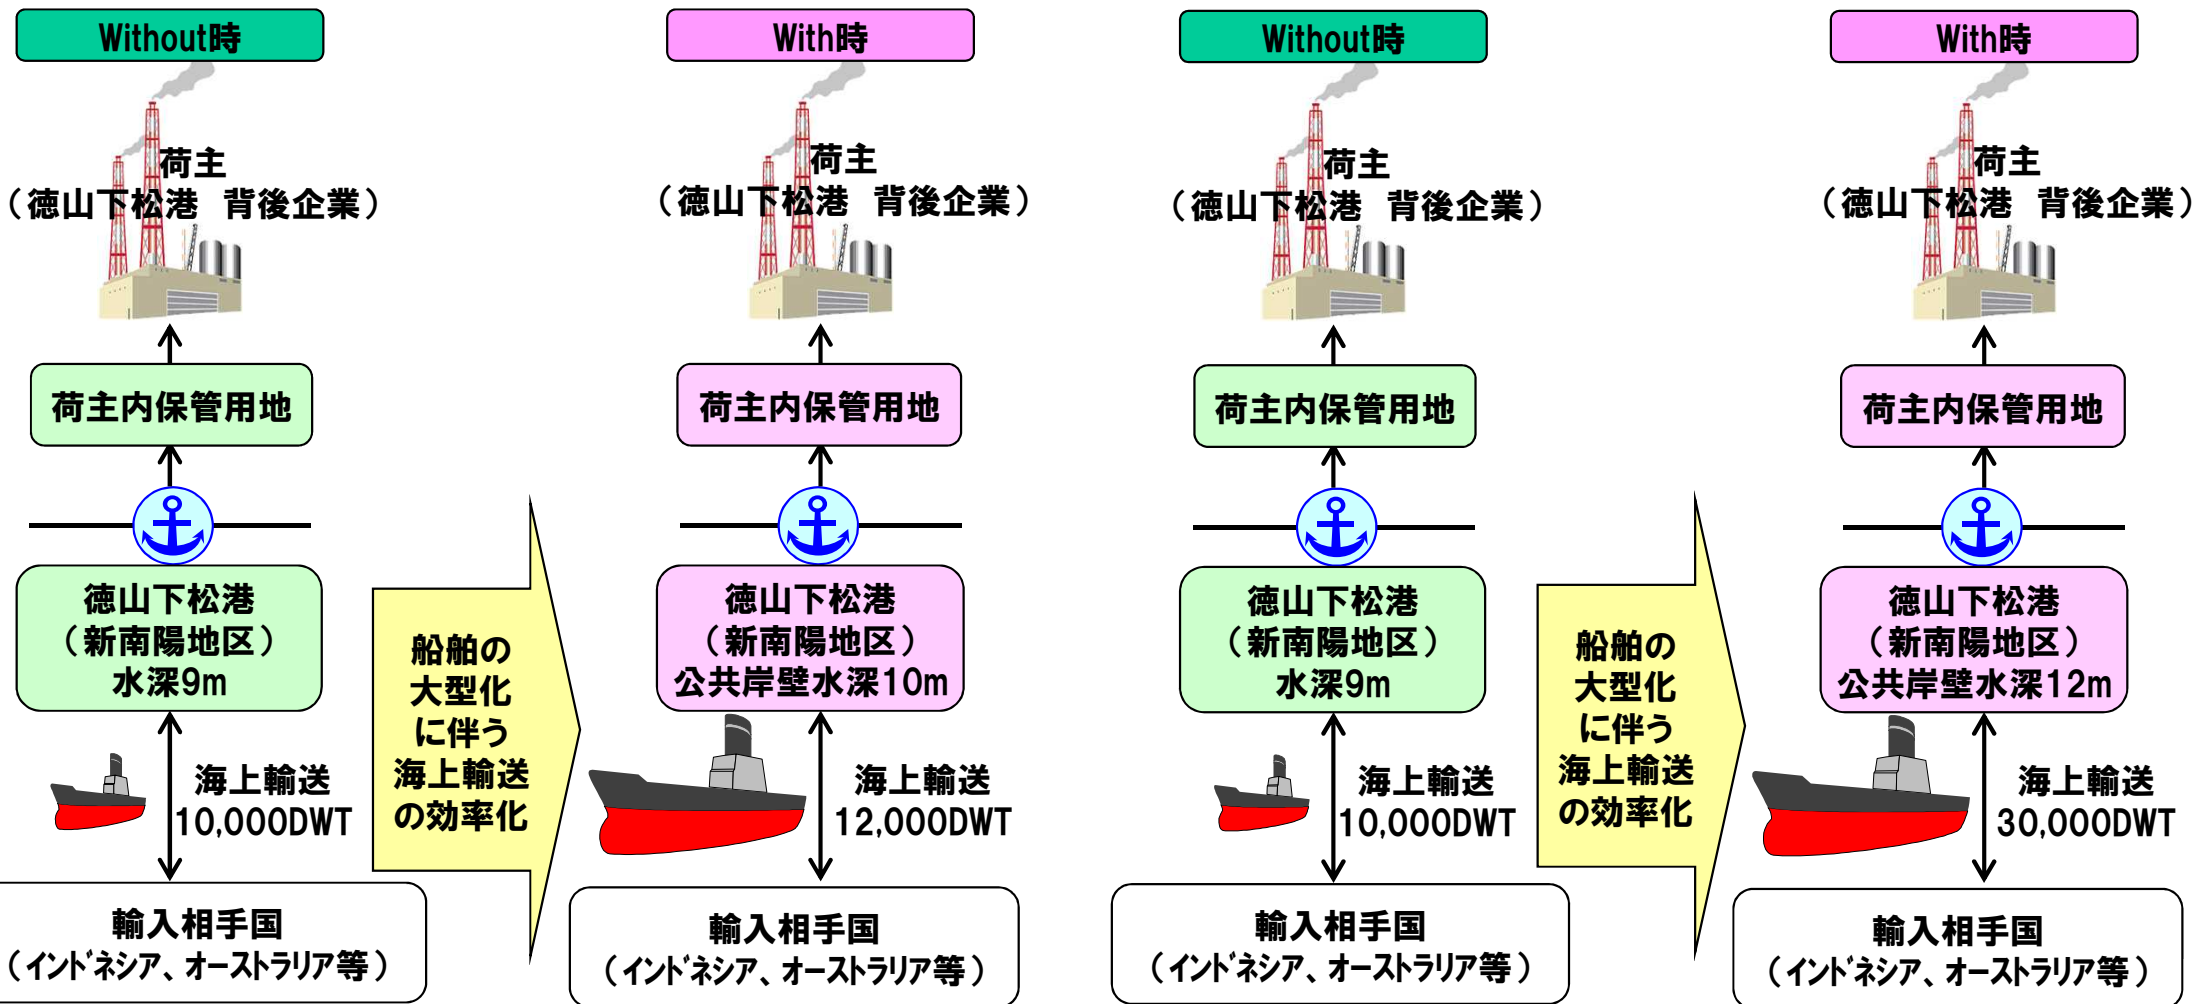 Without時
荷主
（徳山下松港　背後企業）
荷主内保管用地
徳山下松港
（新南陽地区）
水深9m
海上輸送
10,000DWT
輸入相手国
（インドネシア、オーストラリア等）
船舶の
大型化
に伴う
海上輸送
の効率化
With時
荷主
（徳山下松港　背後企業）
荷主内保管用地
徳山下松港
（新南陽地区）
公共岸壁水深10m
海上輸送
12,000DWT
輸入相手国
（インドネシア、オーストラリア等）
Without時
荷主
（徳山下松港　背後企業）
荷主内保管用地
徳山下松港
（新南陽地区）
水深9m
海上輸送
10,000DWT
輸入相手国
（インドネシア、オーストラリア等）
船舶の
大型化
に伴う
海上輸送
の効率化
With時
荷主
（徳山下松港　背後企業）
荷主内保管用地
徳山下松港
（新南陽地区）
公共岸壁水深12m
海上輸送
30,000DWT
輸入相手国
（インドネシア、オーストラリア等）